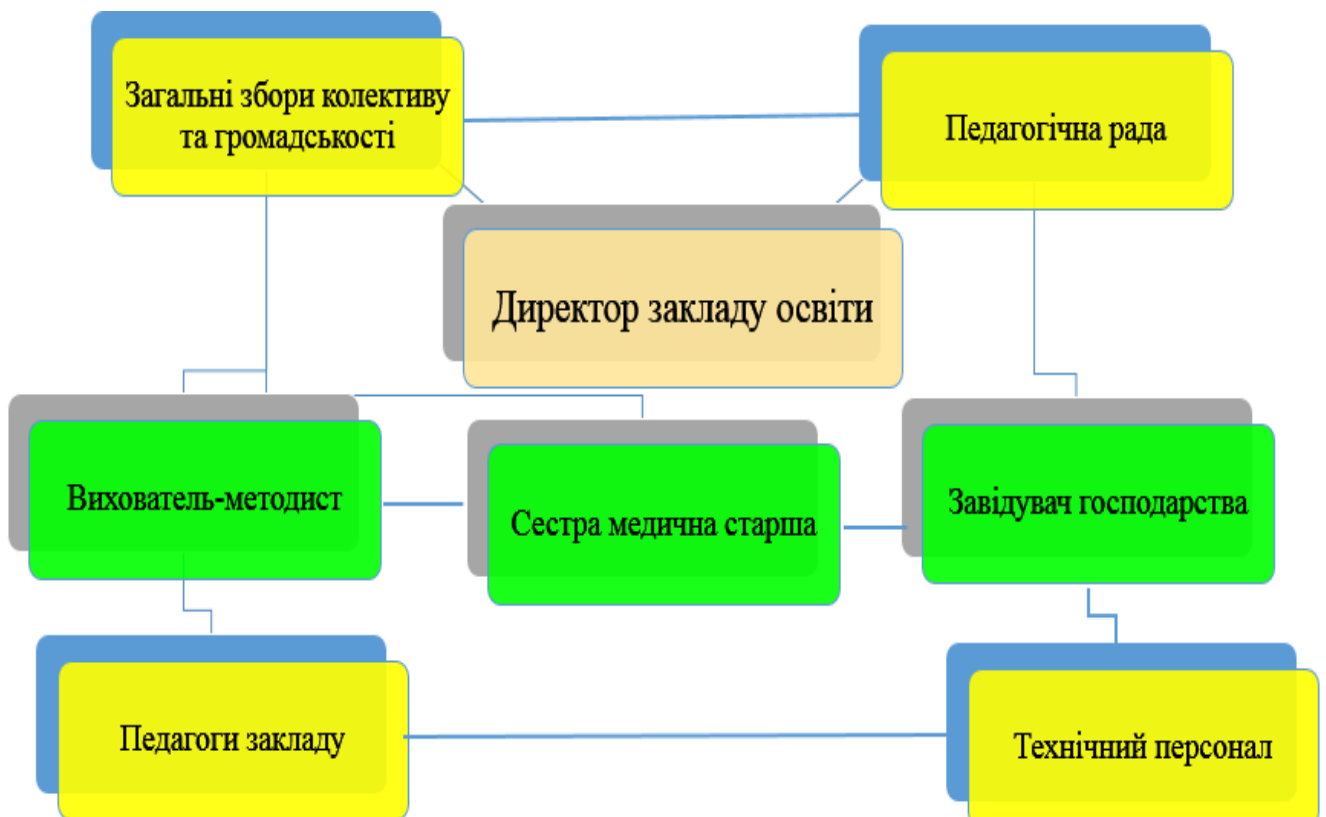 Загальні збори колективу
та громадськості
Педагогічна рада
Директор закладу освіти
Вихователь-методист
Сестра медична старша
Завідувач господарства
Педагоги закладу
Технічний персонал